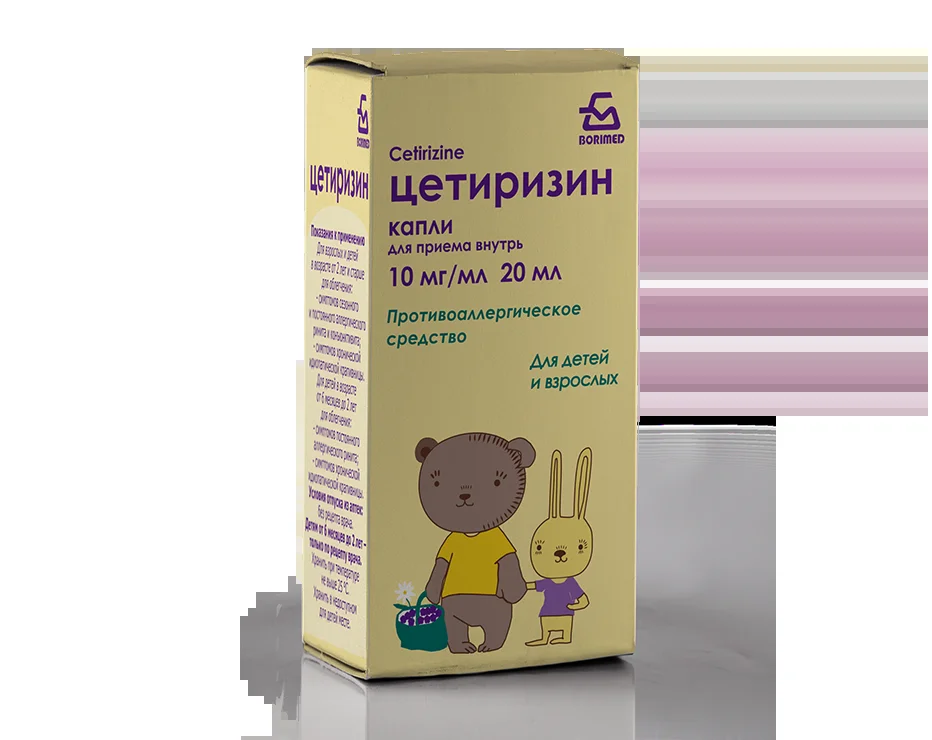 BORIMED
цетиризин
Показания к применению
Для взрослых и детей
в возрасте от 2 лет и старше
для облегчения:
- симптомов сезонного
и постоянного аллергического
ринита и конъюнктивита;
- симптомов хронической
идиопатической крапивницы.
Для детей в возрасте
от 6 месяцев до 2 лет
для облегчения:
- симптомов постоянного
аллергического ринита;
- симптомов хронической
идиопатической крапивницы.
Условия отпуска из аптек:
без рецепта врача.
Детям от 6 месяцев до 2 лет –
только по рецепту врача.
Хранить при температуре
не выше 25 °С.
Хранить в недоступном
для детей месте.
BORIMED
Cetirizine
цетиризин
капли
для приема внутрь
10 мг/мл 20 мл
Противоаллергическое
средство
Для детей
и взрослых